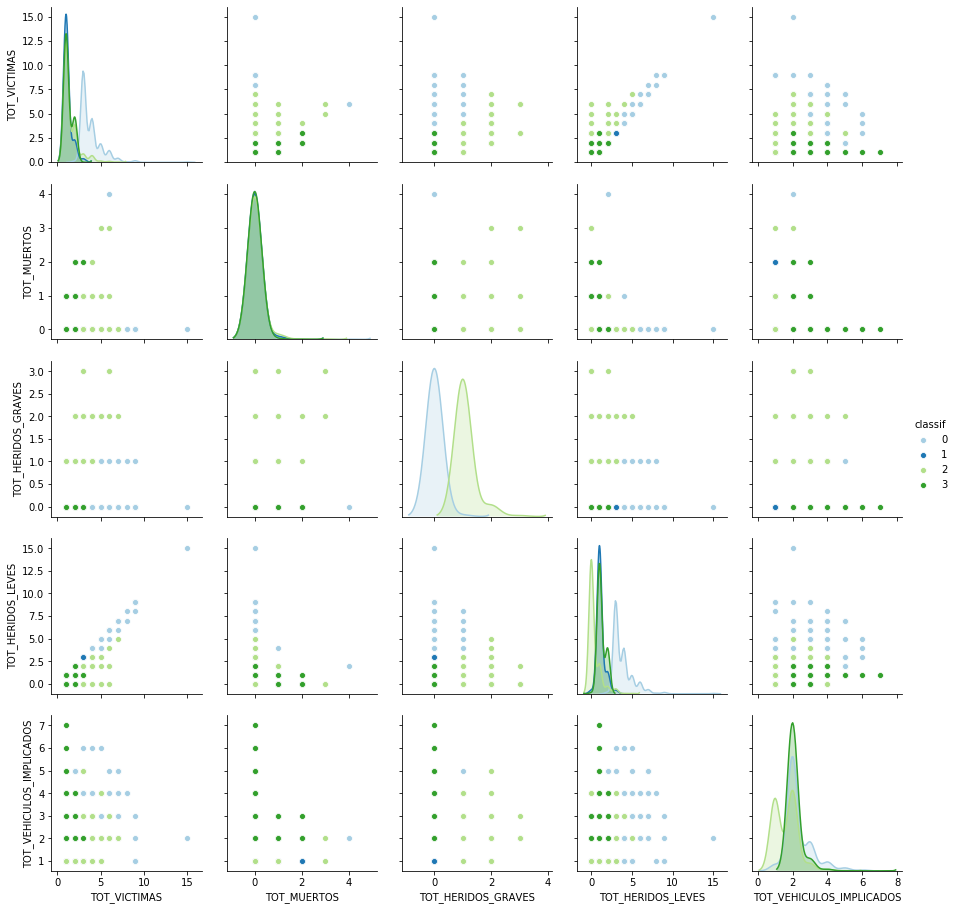 15.0
12.5
10.0
7.5
5.0
2.5
0.0
TOT_VICTIMAS
4
3
2
1
0
TOT_MUERTOS
3.0
2.5
2.0
1.5
1.0
0.5
0.0
TOT_HERIDOS_GRAVES
classif
0
1
2
3
15.0
12.5
10.0
7.5
5.0
2.5
0.0
TOT_HERIDOS_LEVES
7
6
5
4
3
2
1
TOT_VEHICULOS_IMPLICADOS
0 5 10 15
0 2 4
0 2 4
0 5 10 15
0 2 4 6 8
TOT_VICTIMAS
TOT_MUERTOS
TOT_HERIDOS_GRAVES
TOT_HERIDOS_LEVES
TOT_VEHICULOS_IMPLICADOS